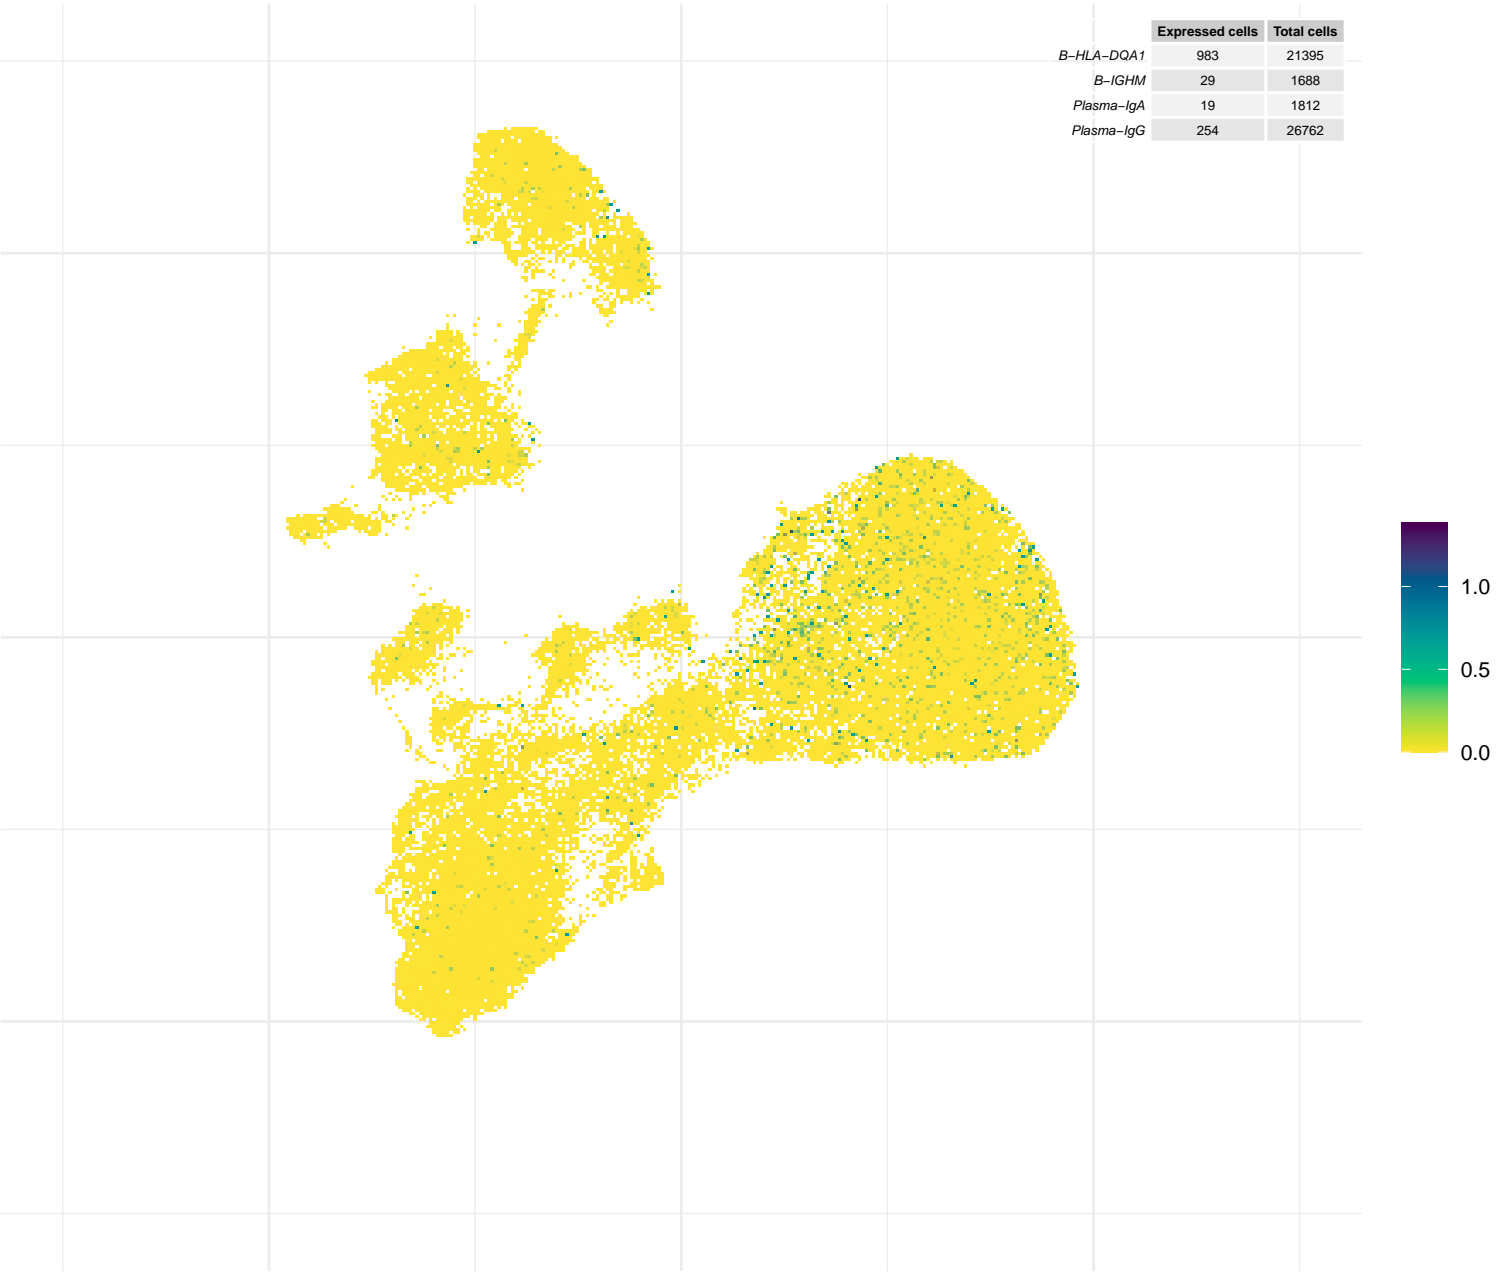 Expressed cells Total cells
B−HLA−DQA1 983 21395
B−IGHM 29 1688
Plasma−IgA 19 1812
Plasma−IgG 254 26762
1.0
0.5
0.0